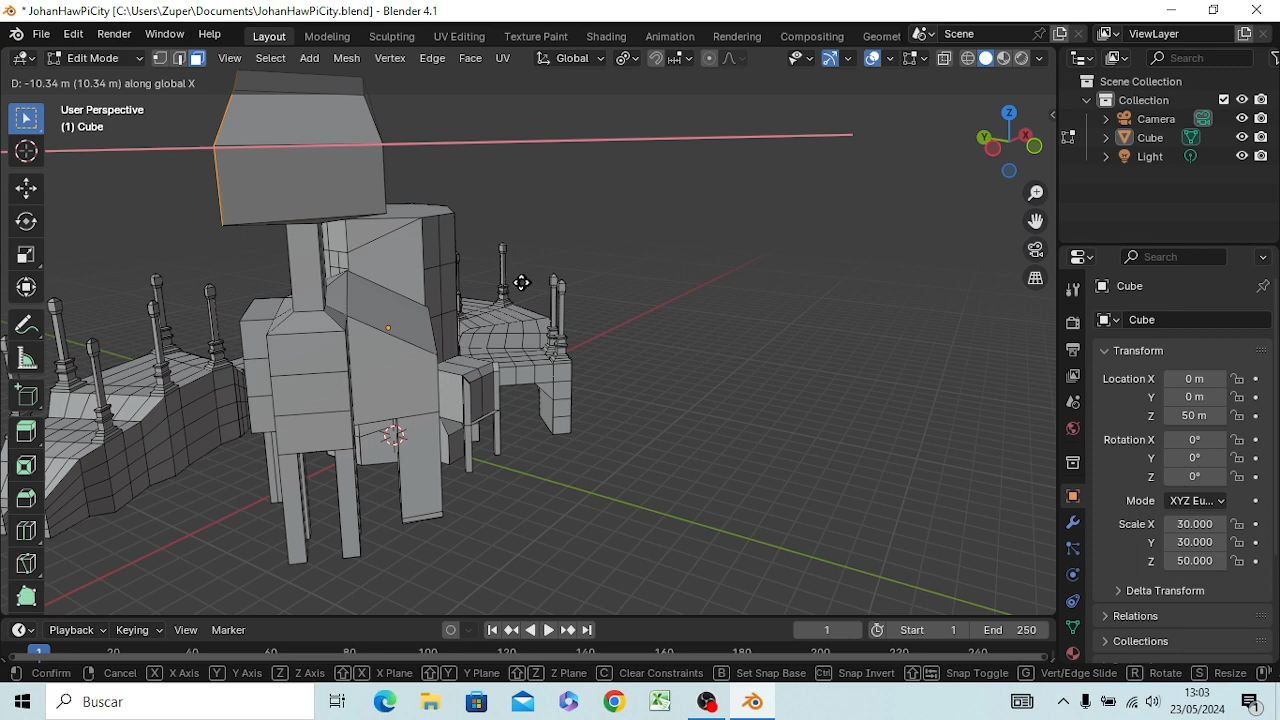 * JohanHawPiCity [C:\Users\Zuper\Documents\JohanHawPiCity.blend] - Blender 4.1
File Edit Render Window Help Layout Modeling Sculpting UV Editing Texture Paint Shading Animation Rendering Compositing Geomet Scene ViewLayer
Edit Mode View Select Add Mesh Vertex Edge Face UV Global Search
D: -10.34 m (10.34 m) along global X
User Perspective
(1) Cube
Z
Y
X
Scene Collection
Collection
Camera
Cube
Light
Search
Cube
Cube
Transform
Location X 0 m
Y 0 m
Z 50 m
Rotation X 0°
Y 0°
Z 0°
Mode XYZ Eu...
Scale X 30.000
Y 30.000
Z 50.000
Delta Transform
Relations
Collections
Playback Keying View Marker 1 Start 1 End 250
1 20 40 60 80 100 120 140 160 180 200 220 240
Confirm Cancel X X Axis Y Y Axis Z Z Axis X X Plane Y Y Plane Z Z Plane C Clear Constraints B Set Snap Base Ctrl Snap Invert Snap Toggle G Vert/Edge Slide R Rotate S Resize
Buscar
13:03
23/05/2024
1